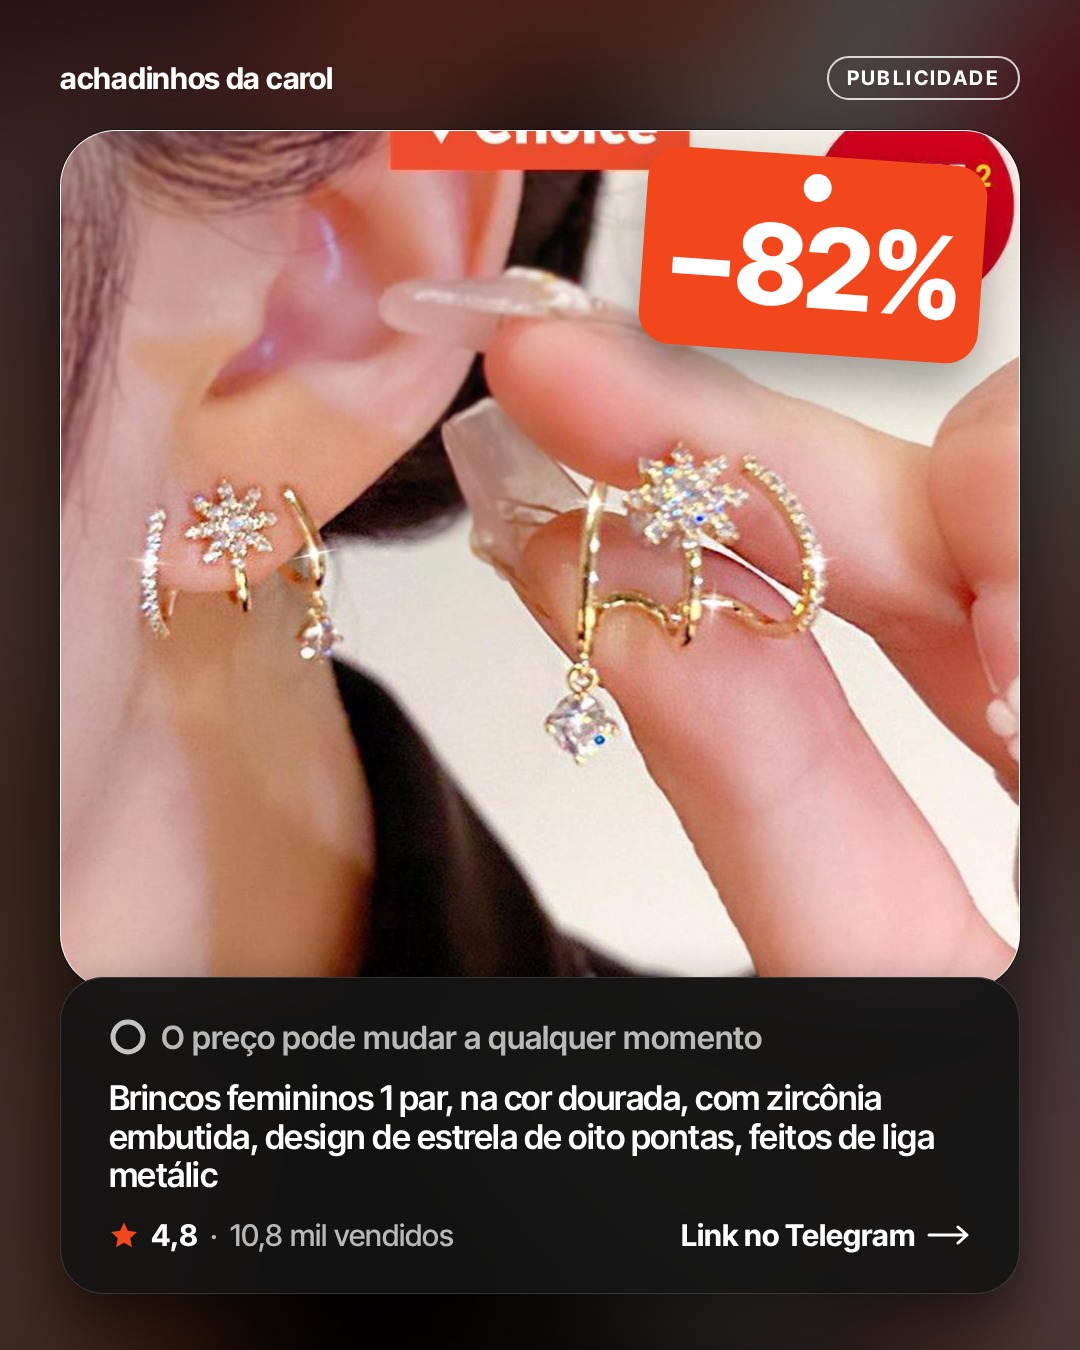 achadinhos da carol
PUBLICIDADE
Choice
2
-82%
O preço pode mudar a qualquer momento
Brincos femininos 1 par, na cor dourada, com zircônia
embutida, design de estrela de oito pontas, feitos de liga
metálic
4,8 · 10,8 mil vendidos
Link no Telegram →